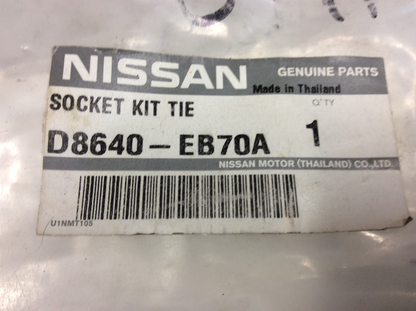 NISSAN GENUINE PARTS
Made in Thailand
SOCKET KIT TIE Q'TY
D8640-EB70A 1
NISSAN MOTOR (THAILAND) CO.,LTD.
U1NMT105